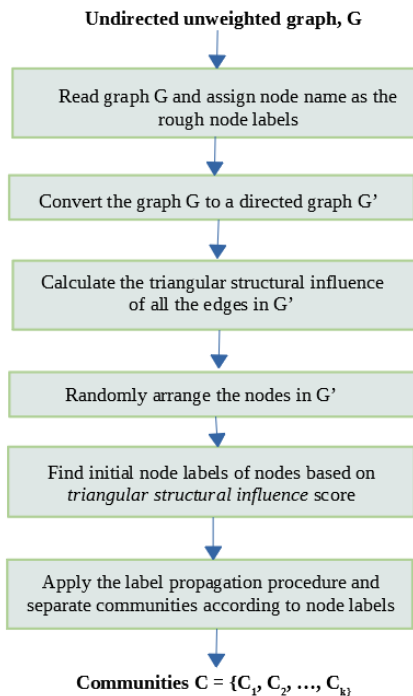 Undirected unweighted graph, G
Read graph G and assign node name as the
rough node labels
Convert the graph G to a directed graph G’
Calculate the triangular structural influence
of all the edges in G’
Randomly arrange the nodes in G’
Find initial node labels of nodes based on
triangular structural influence score
Apply the label propagation procedure and
separate communities according to node labels
Communities C = {C₁, C₂, …, Cₖ}